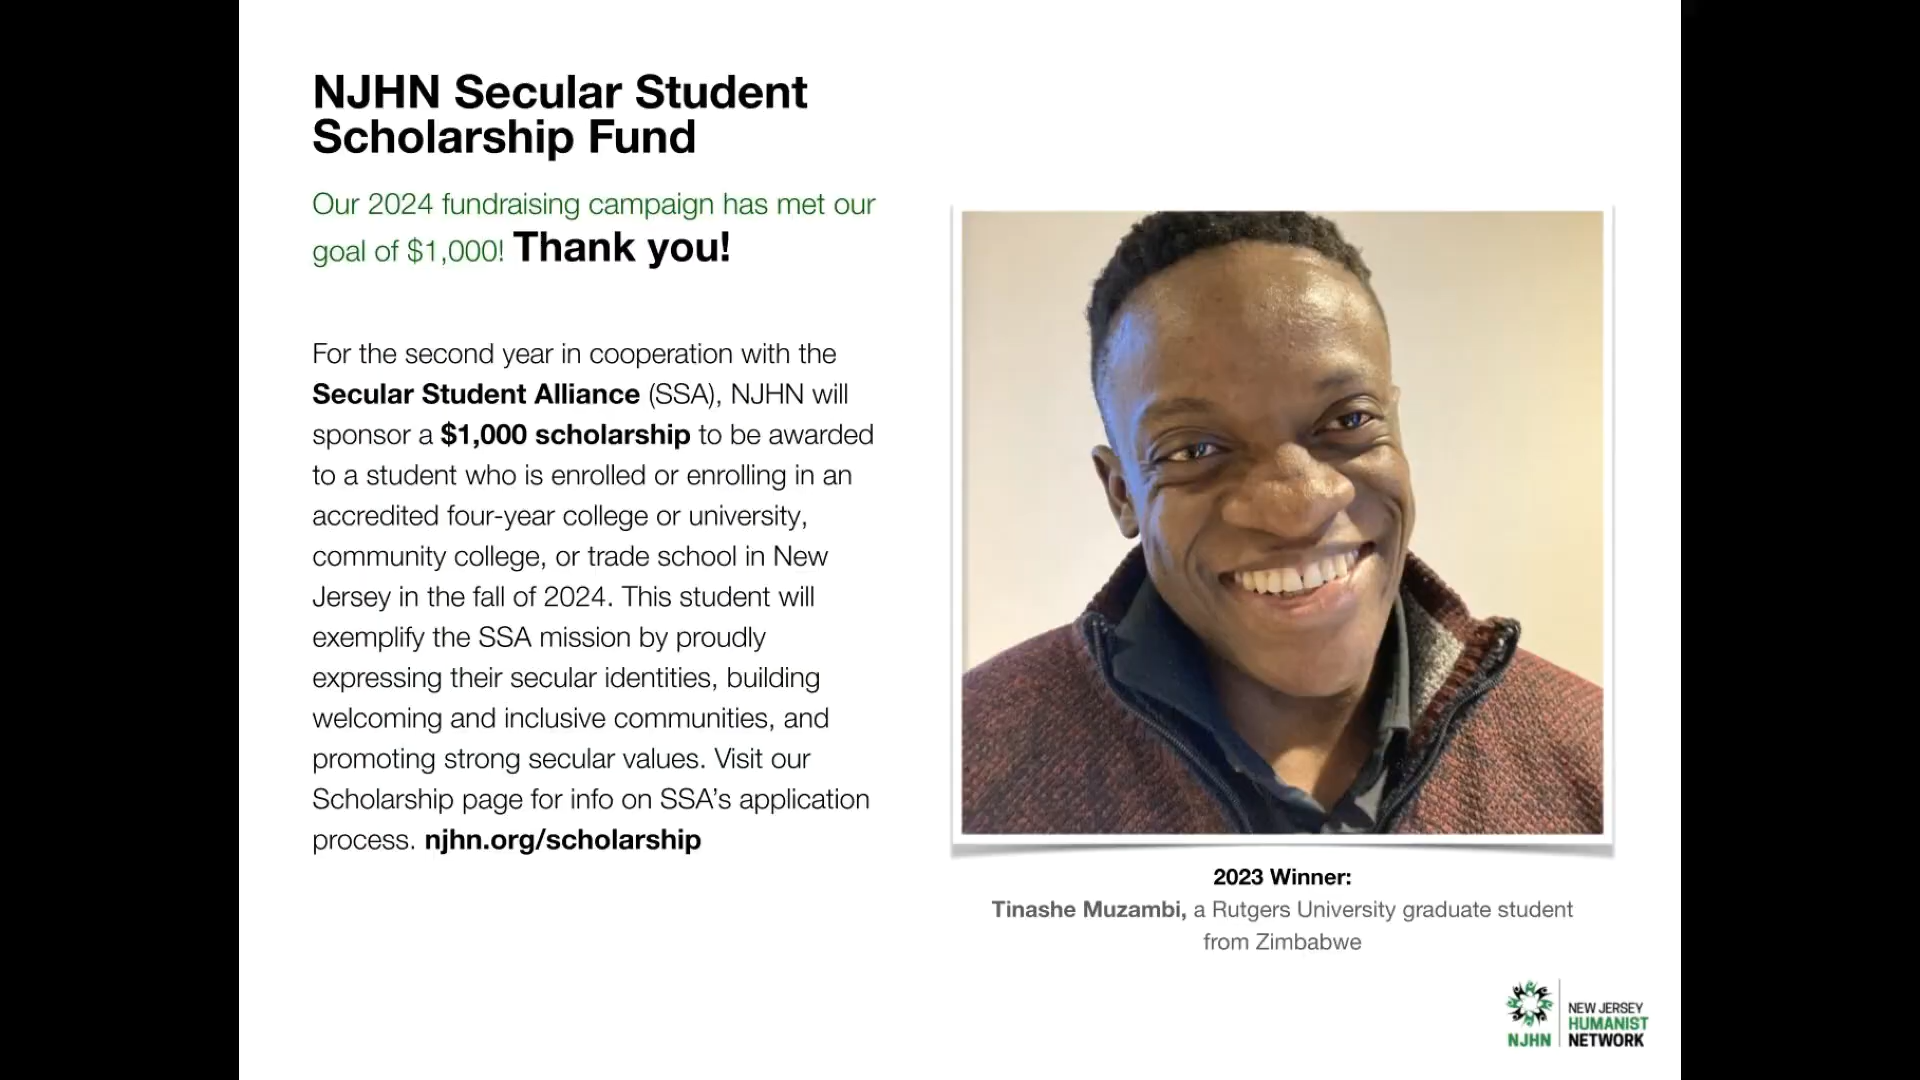 NJHN Secular Student
Scholarship Fund
Our 2024 fundraising campaign has met our
goal of $1,000! Thank you!
For the second year in cooperation with the
Secular Student Alliance (SSA), NJHN will
sponsor a $1,000 scholarship to be awarded
to a student who is enrolled or enrolling in an
accredited four-year college or university,
community college, or trade school in New
Jersey in the fall of 2024. This student will
exemplify the SSA mission by proudly
expressing their secular identities, building
welcoming and inclusive communities, and
promoting strong secular values. Visit our
Scholarship page for info on SSA’s application
process. njhn.org/scholarship
2023 Winner:
Tinashe Muzambi, a Rutgers University graduate student
from Zimbabwe
NJHN
NEW JERSEY
HUMANIST
NETWORK